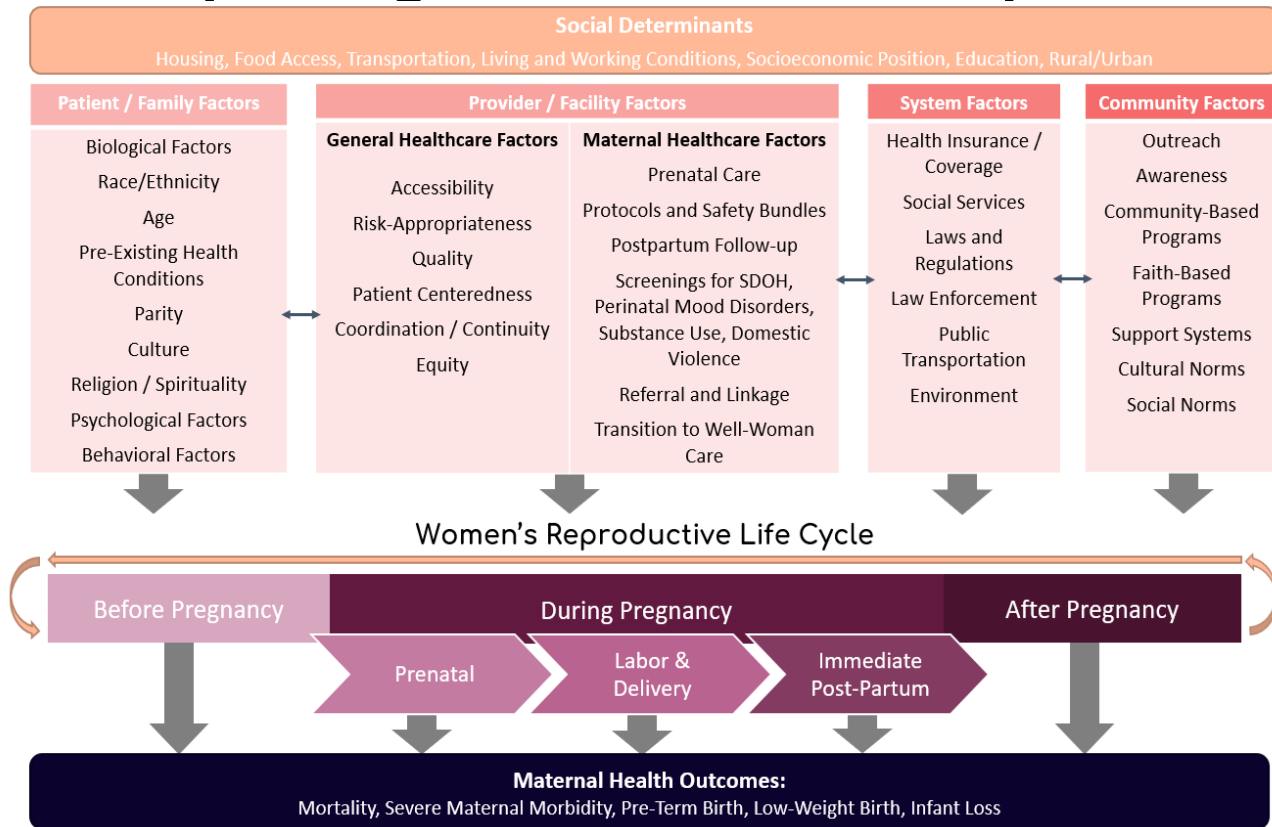 Social Determinants
Housing, Food Access, Transportation, Living and Working Conditions, Socioeconomic Position, Education, Rural/Urban
Patient / Family Factors
Biological Factors
Race/Ethnicity
Age
Pre-Existing Health
Conditions
Parity
Culture
Religion / Spirituality
Psychological Factors
Behavioral Factors
Provider / Facility Factors
General Healthcare Factors
Accessibility
Risk-Appropriateness
Quality
Patient Centeredness
Coordination / Continuity
Equity
Maternal Healthcare Factors
Prenatal Care
Protocols and Safety Bundles
Postpartum Follow-up
Screenings for SDOH,
Perinatal Mood Disorders,
Substance Use, Domestic
Violence
Referral and Linkage
Transition to Well-Woman
Care
System Factors
Health Insurance /
Coverage
Social Services
Laws and
Regulations
Law Enforcement
Public
Transportation
Environment
Community Factors
Outreach
Awareness
Community-Based
Programs
Faith-Based
Programs
Support Systems
Cultural Norms
Social Norms
Women's Reproductive Life Cycle
Before Pregnancy
During Pregnancy
After Pregnancy
Prenatal
Labor &
Delivery
Immediate
Post-Partum
Maternal Health Outcomes:
Mortality, Severe Maternal Morbidity, Pre-Term Birth, Low-Weight Birth, Infant Loss